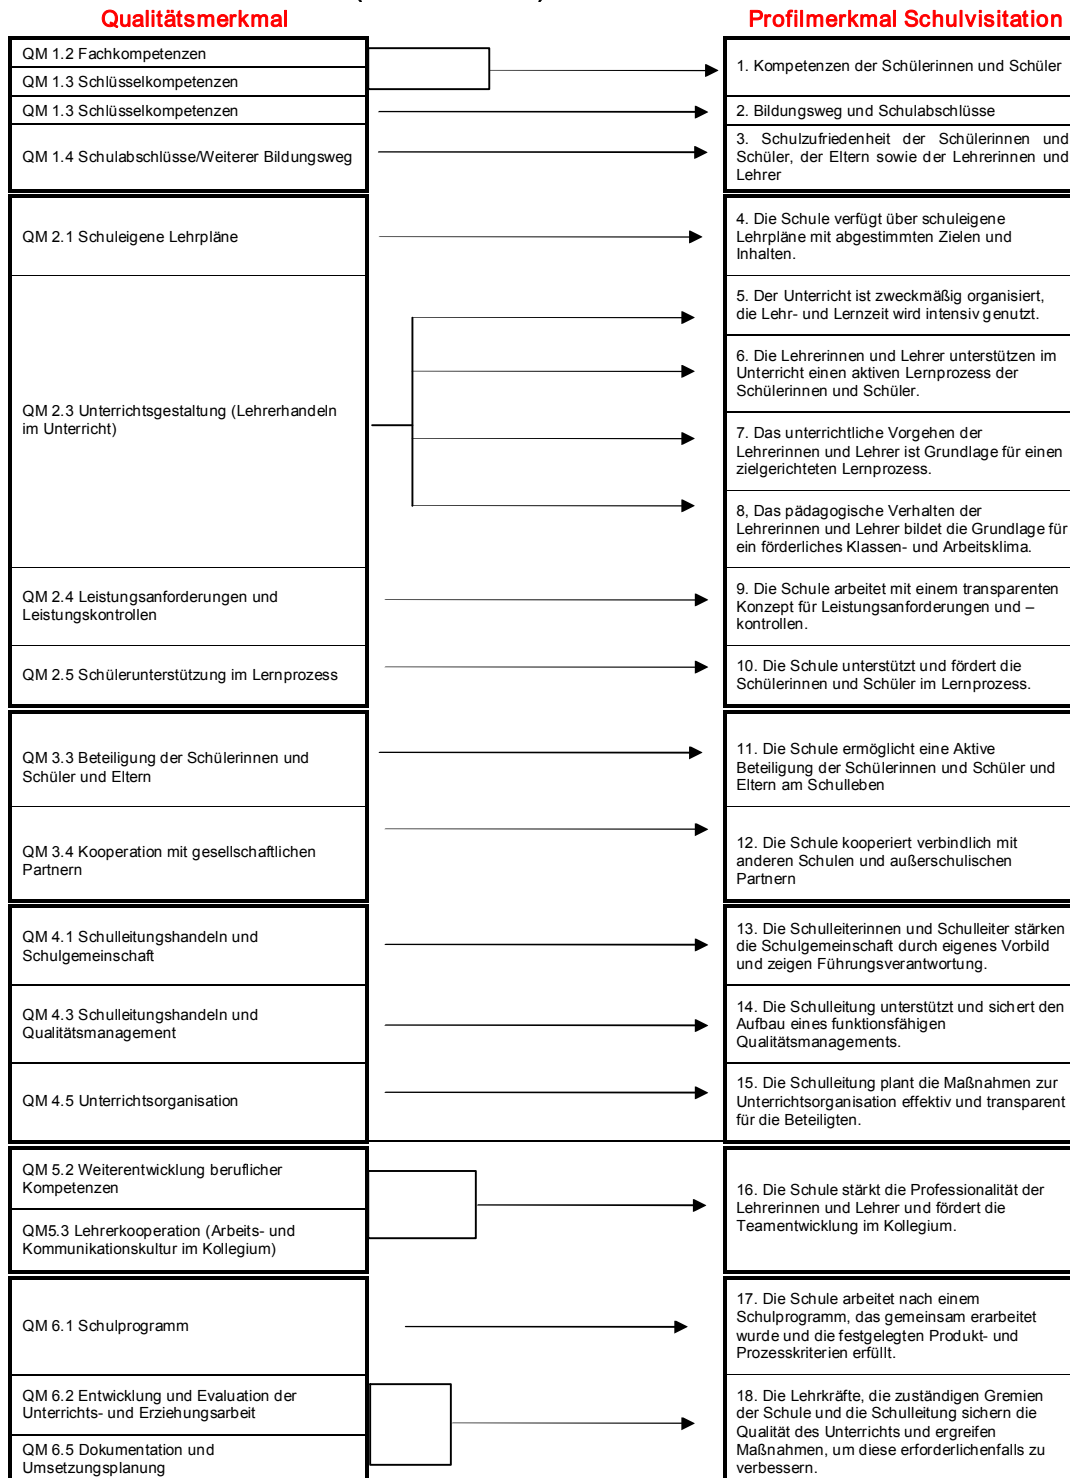 Qualitätsmerkmal
QM 1.2 Fachkompetenzen
QM 1.3 Schlüsselkompetenzen
QM 1.3 Schlüsselkompetenzen
QM 1.4 Schulabschlüsse/Weiterer Bildungsweg
QM 2.1 Schuleigene Lehrpläne
QM 2.3 Unterrichtsgestaltung (Lehrerhandeln
im Unterricht)
QM 2.4 Leistungsanforderungen und
Leistungskontrollen
QM 2.5 Schülerunterstützung im Lernprozess
QM 3.3 Beteiligung der Schülerinnen und
Schüler und Eltern
QM 3.4 Kooperation mit gesellschaftlichen
Partnern
QM 4.1 Schulleitungshandeln und
Schulgemeinschaft
QM 4.3 Schulleitungshandeln und
Qualitätsmanagement
QM 4.5 Unterrichtsorganisation
QM 5.2 Weiterentwicklung beruflicher
Kompetenzen
QM5.3 Lehrerkooperation (Arbeits- und
Kommunikationskultur im Kollegium)
QM 6.1 Schulprogramm
QM 6.2 Entwicklung und Evaluation der
Unterrichts- und Erziehungsarbeit
QM 6.5 Dokumentation und
Umsetzungsplanung
Profilmerkmal Schulvisitation
1. Kompetenzen der Schülerinnen und Schüler
2. Bildungsweg und Schulabschlüsse
3. Schulzufriedenheit der Schülerinnen und
Schüler, der Eltern sowie der Lehrerinnen und
Lehrer
4. Die Schule verfügt über schuleigene
Lehrpläne mit abgestimmten Zielen und
Inhalten.
5. Der Unterricht ist zweckmäßig organisiert,
die Lehr- und Lernzeit wird intensiv genutzt.
6. Die Lehrerinnen und Lehrer unterstützen im
Unterricht einen aktiven Lernprozess der
Schülerinnen und Schüler.
7. Das unterrichtliche Vorgehen der
Lehrerinnen und Lehrer ist Grundlage für einen
zielgerichteten Lernprozess.
8, Das pädagogische Verhalten der
Lehrerinnen und Lehrer bildet die Grundlage für
ein förderliches Klassen- und Arbeitsklima.
9. Die Schule arbeitet mit einem transparenten
Konzept für Leistungsanforderungen und –
kontrollen.
10. Die Schule unterstützt und fördert die
Schülerinnen und Schüler im Lernprozess.
11. Die Schule ermöglicht eine Aktive
Beteiligung der Schülerinnen und Schüler und
Eltern am Schulleben
12. Die Schule kooperiert verbindlich mit
anderen Schulen und außerschulischen
Partnern
13. Die Schulleiterinnen und Schulleiter stärken
die Schulgemeinschaft durch eigenes Vorbild
und zeigen Führungsverantwortung.
14. Die Schulleitung unterstützt und sichert den
Aufbau eines funktionsfähigen
Qualitätsmanagements.
15. Die Schulleitung plant die Maßnahmen zur
Unterrichtsorganisation effektiv und transparent
für die Beteiligten.
16. Die Schule stärkt die Professionalität der
Lehrerinnen und Lehrer und fördert die
Teamentwicklung im Kollegium.
17. Die Schule arbeitet nach einem
Schulprogramm, das gemeinsam erarbeitet
wurde und die festgelegten Produkt- und
Prozesskriterien erfüllt.
18. Die Lehrkräfte, die zuständigen Gremien
der Schule und die Schulleitung sichern die
Qualität des Unterrichts und ergreifen
Maßnahmen, um diese erforderlichenfalls zu
verbessern.